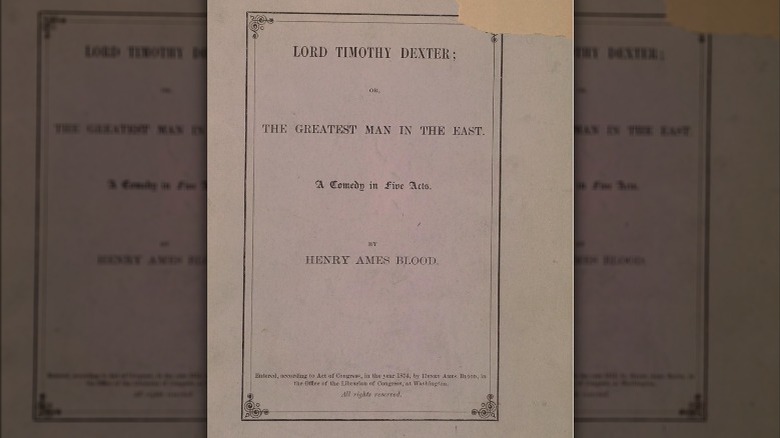 LORD TIMOTHY DEXTER;
OR,
THE GREATEST MAN IN THE EAST.
A Comedy in Five Acts.
BY
HENRY AMES BLOOD.
Entered, according to Act of Congress, in the year 1874, by HENRY AMES BLOOD, in
the Office of the Librarian of Congress, at Washington.
All rights reserved.